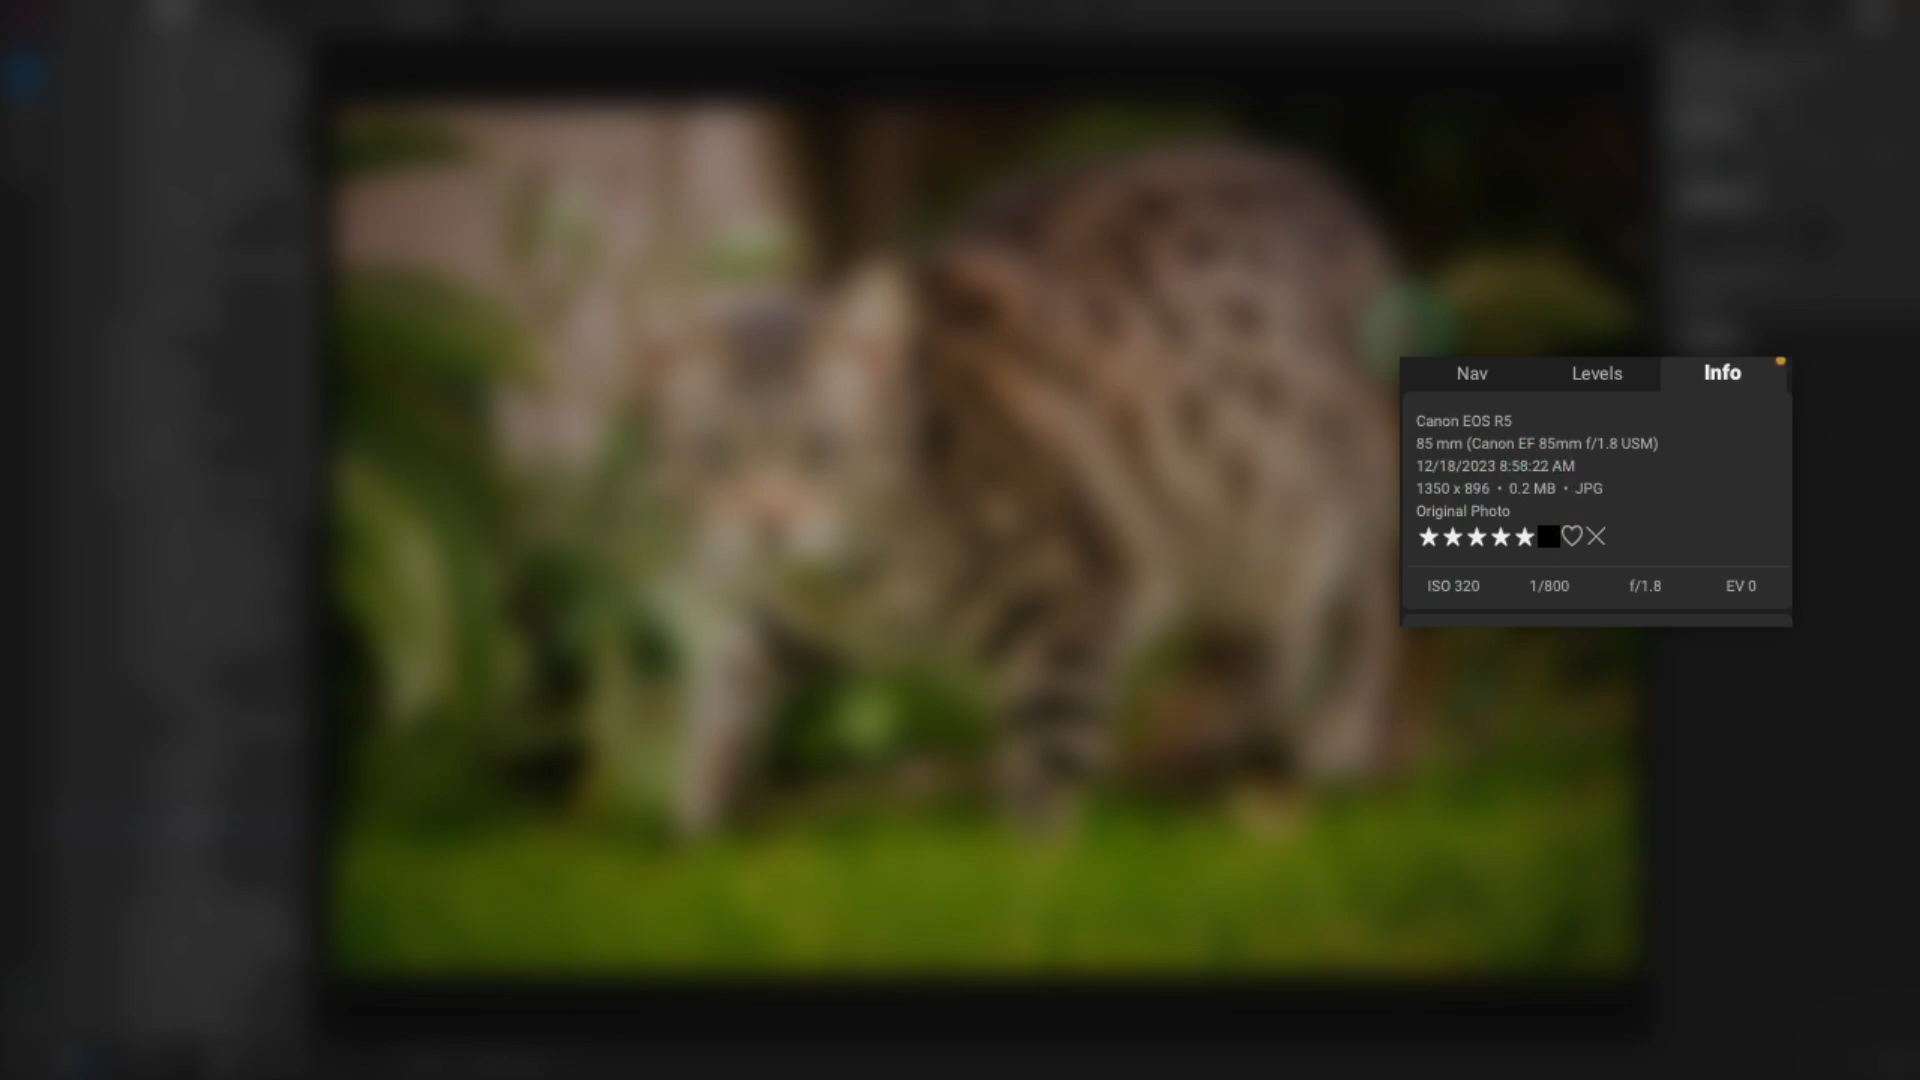 Nav Levels Info
Canon EOS R5
85 mm (Canon EF 85mm f/1.8 USM)
12/18/2023 8:58:22 AM
1350 x 896 • 0.2 MB • JPG
Original Photo
ISO 320 1/800 f/1.8 EV 0